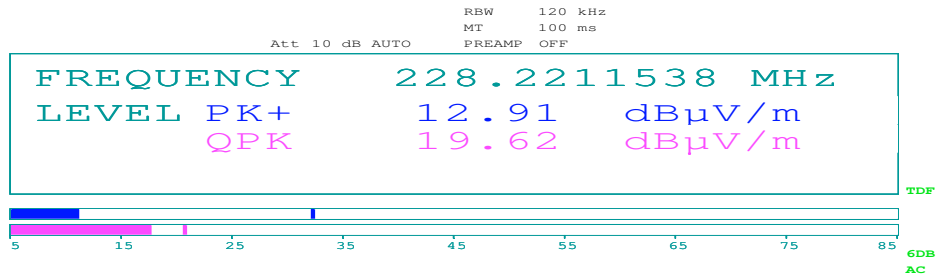 RBW 120 kHz
MT 100 ms
Att 10 dB AUTO PREAMP OFF
FREQUENCY 228.2211538 MHz
LEVEL PK+ 12.91 dBµV/m
QPK 19.62 dBµV/m
TDF
5 15 25 35 45 55 65 75 85
6DB
AC